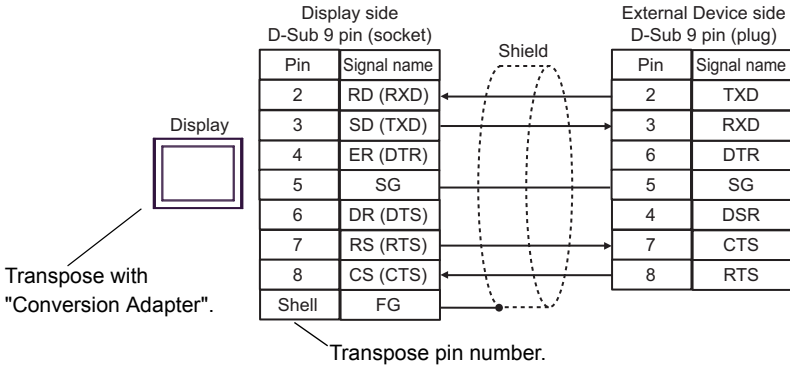 Display side
D-Sub 9 pin (socket)
External Device side
D-Sub 9 pin (plug)
Shield
Pin Signal name Pin Signal name
2 RD (RXD) 2 TXD
Display
3 SD (TXD) 3 RXD
4 ER (DTR) 6 DTR
5 SG 5 SG
6 DR (DTS) 4 DSR
7 RS (RTS) 7 CTS
8 CS (CTS) 8 RTS
Shell FG
Transpose with
"Conversion Adapter".
Transpose pin number.